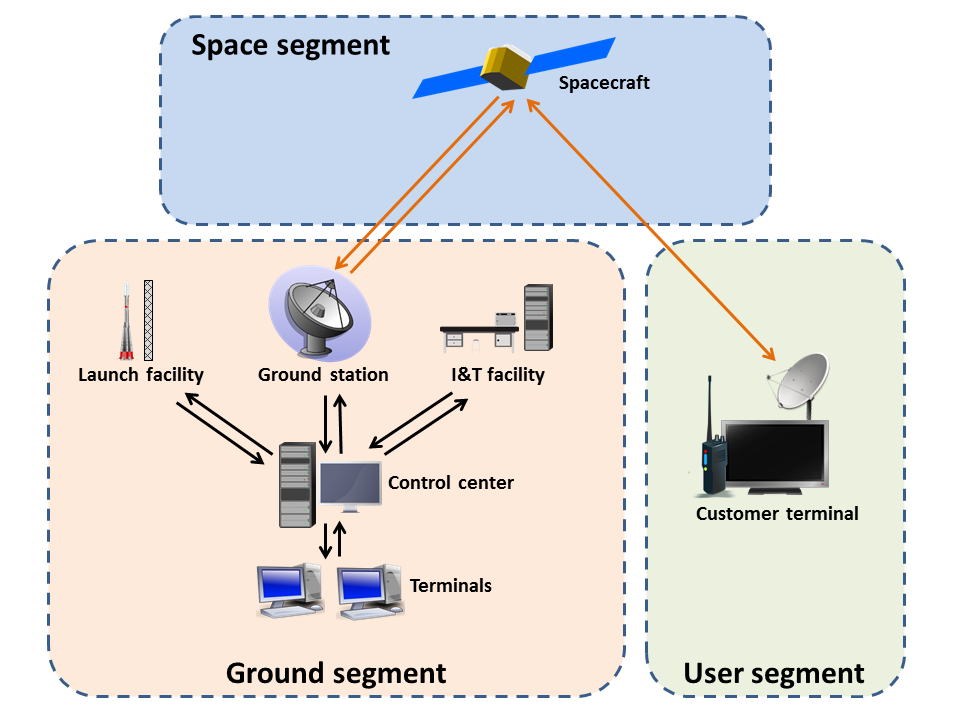 Space segment
Spacecraft
Launch facility
Ground station
I&T facility
Control center
Customer terminal
Terminals
Ground segment
User segment